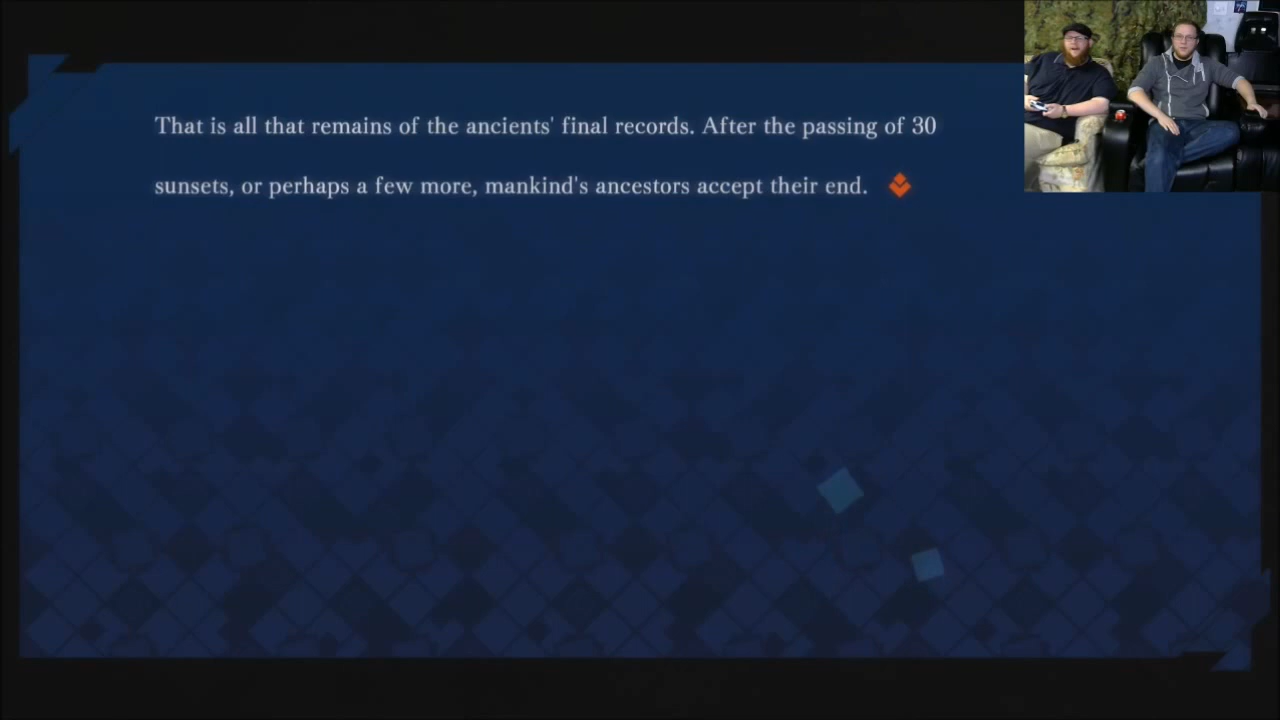 That is all that remains of the ancients' final records. After the passing of 30
sunsets, or perhaps a few more, mankind's ancestors accept their end.